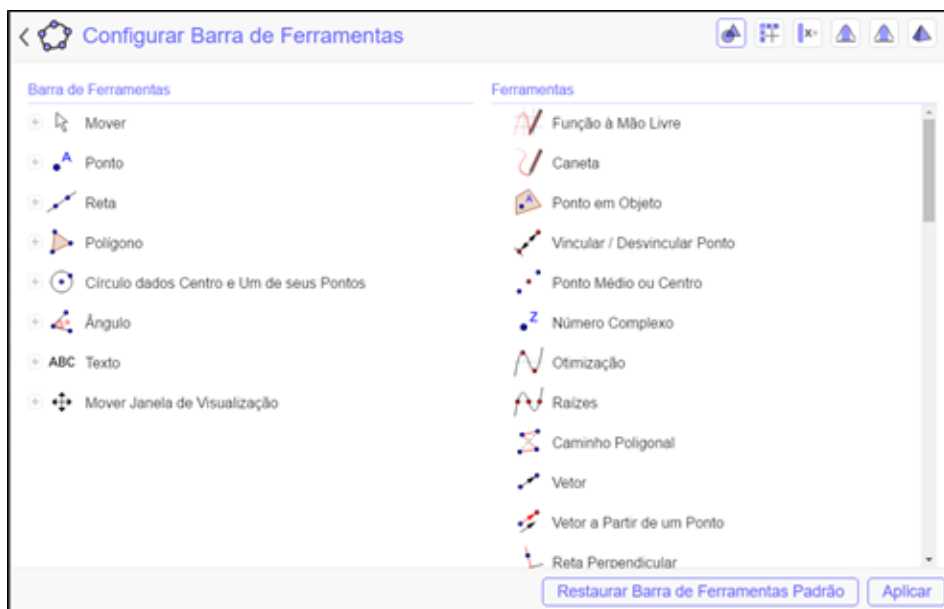 Configurar Barra de Ferramentas
Barra de Ferramentas
Mover
A
Ponto
Reta
Polígono
Círculo dados Centro e Um de seus Pontos
Ângulo
ABC Texto
Mover Janela de Visualização
Ferramentas
Função à Mão Livre
Caneta
A
Ponto em Objeto
Vincular / Desvincular Ponto
Ponto Médio ou Centro
Z
Número Complexo
Otimização
Raízes
Caminho Poligonal
Vetor
Vetor a Partir de um Ponto
Reta Perpendicular
Restaurar Barra de Ferramentas Padrão
Aplicar